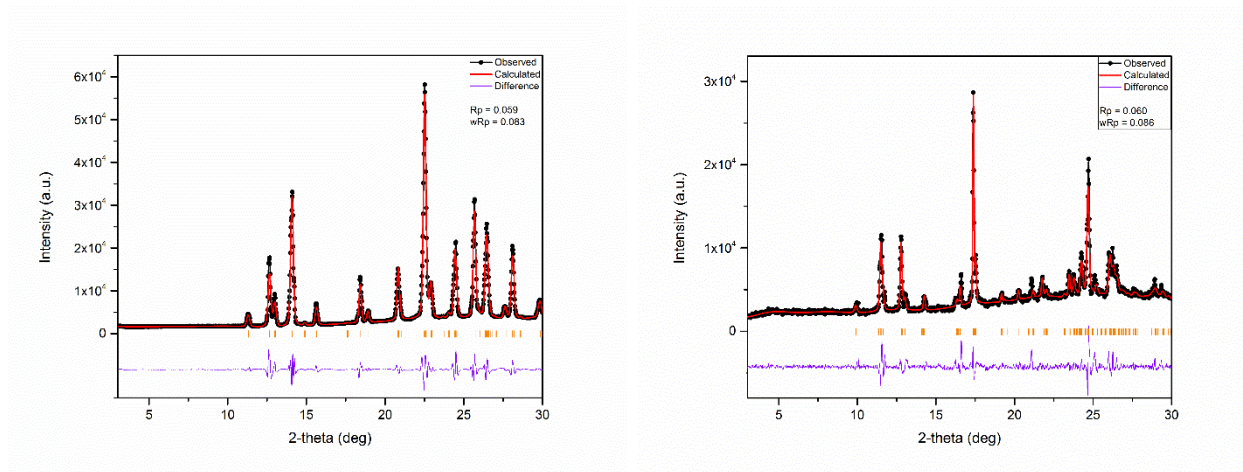 Observed
Calculated
Difference
Rp = 0.059
wRp = 0.083
6x10⁴
5x10⁴
4x10⁴
3x10⁴
2x10⁴
1x10⁴
0
Intensity (a.u.)
5 10 15 20 25 30
2-theta (deg)
Observed
Calculated
Difference
Rp = 0.060
wRp = 0.086
3x10⁴
2x10⁴
1x10⁴
0
Intensity (a.u.)
5 10 15 20 25 30
2-theta (deg)